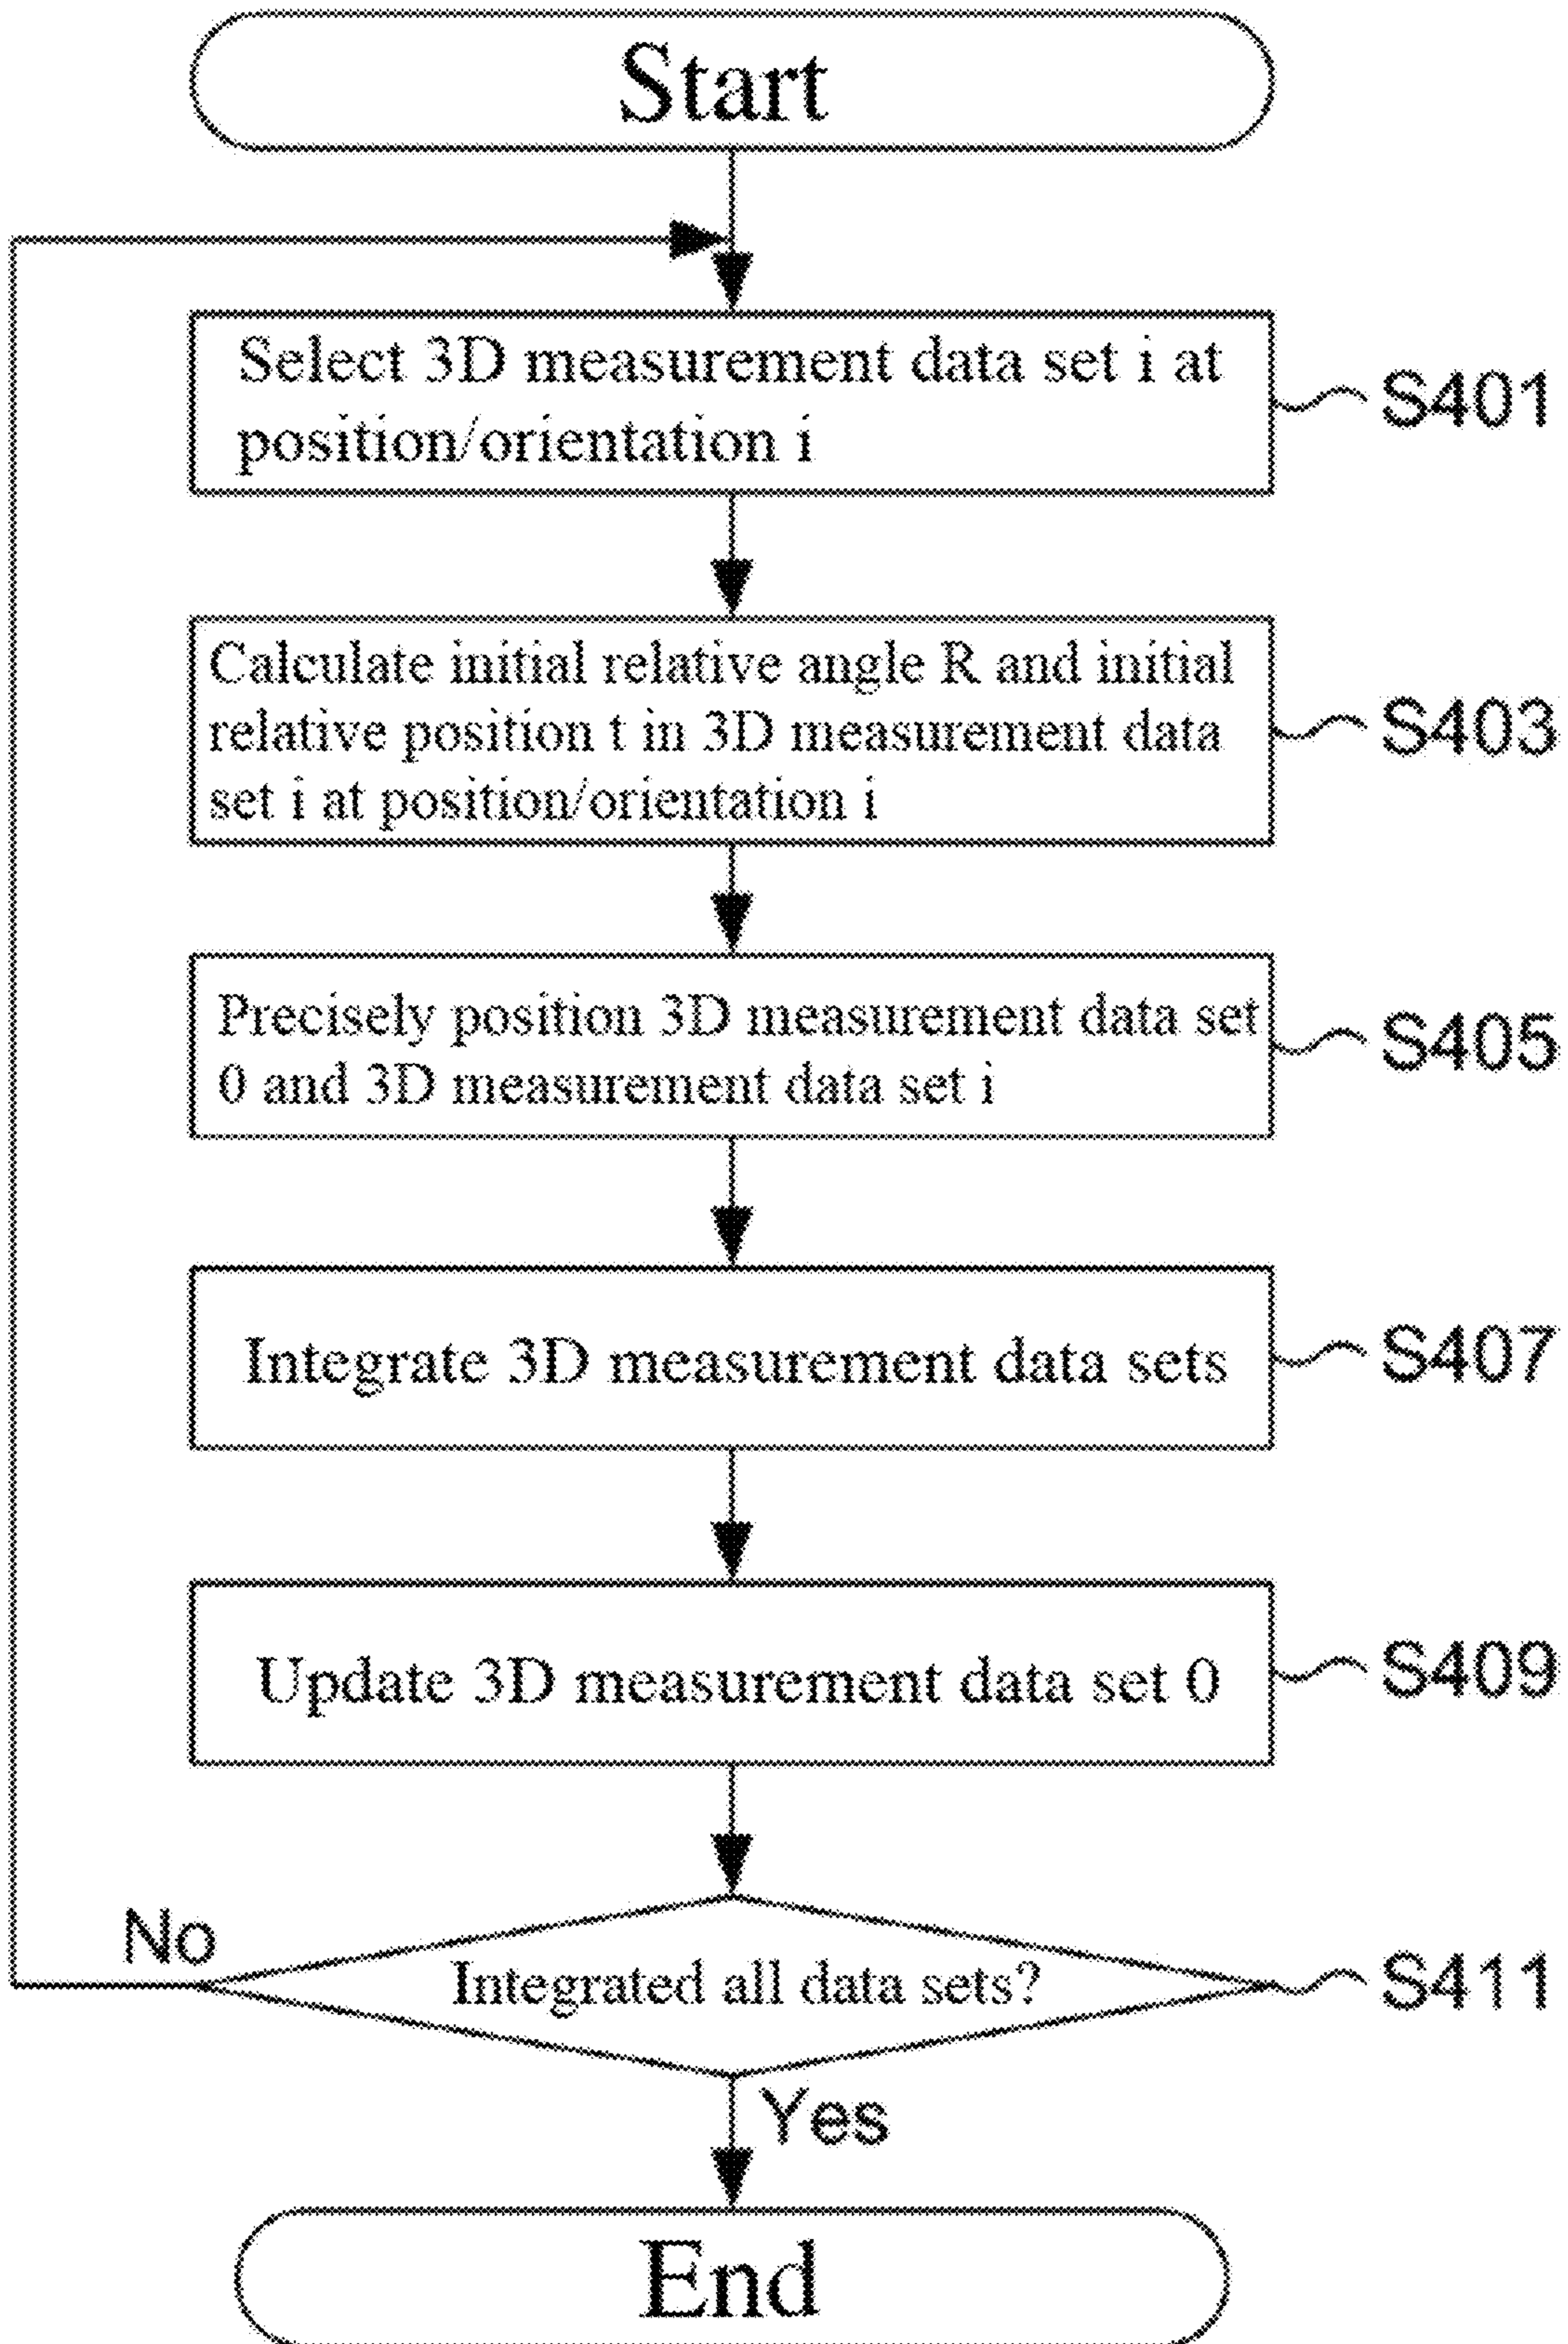 Start
Select 3D measurement data set i at
position/orientation i
S401
Calculate initial relative angle R and initial
relative position t in 3D measurement data
set i at position/orientation i
S403
Precisely position 3D measurement data set
0 and 3D measurement data set i
S405
Integrate 3D measurement data sets
S407
Update 3D measurement data set 0
S409
No
Integrated all data sets?
S411
Yes
End